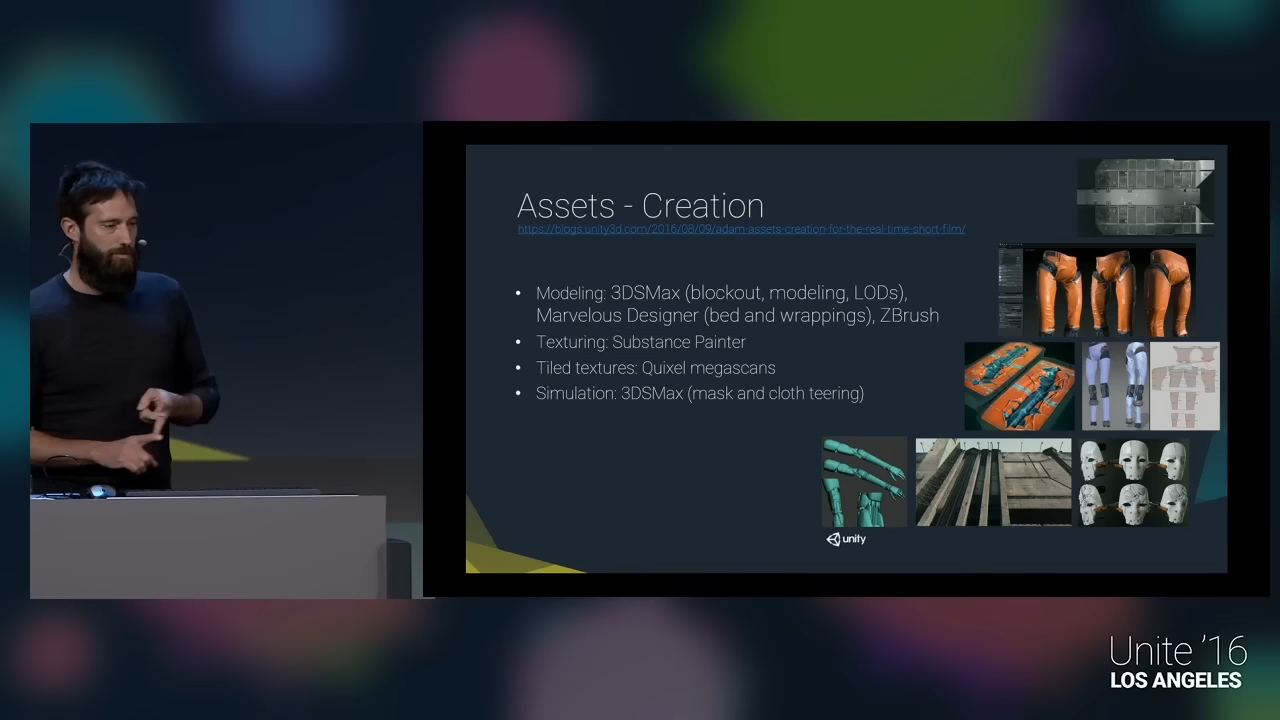 Assets - Creation
https://blogs.unity3d.com/2016/08/09/adam-assets-creation-for-the-real-time-short-film/
• Modeling: 3DSMax (blockout, modeling, LODs),
Marvelous Designer (bed and wrappings), ZBrush
• Texturing: Substance Painter
• Tiled textures: Quixel megascans
• Simulation: 3DSMax (mask and cloth teering)
unity
Unite '16
LOS ANGELES